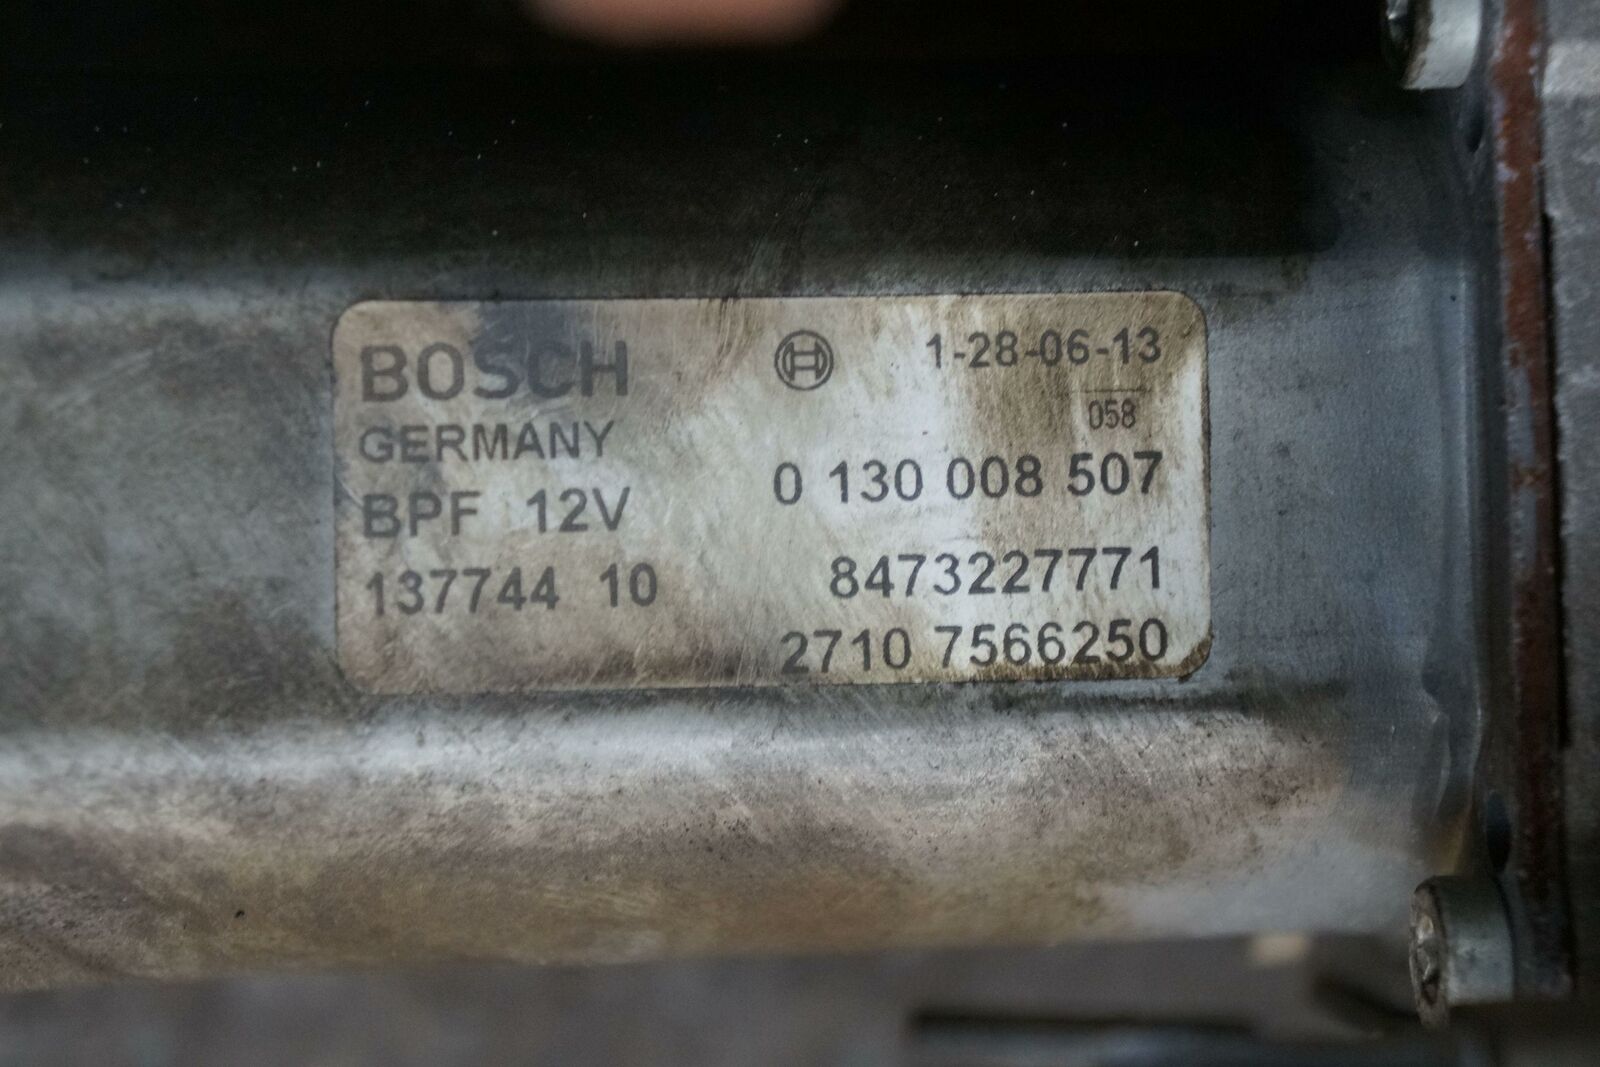 BOSCH 1-28-06-13
058
GERMANY
BPF 12V 0 130 008 507
137744 10 8473227771
2710 7566250